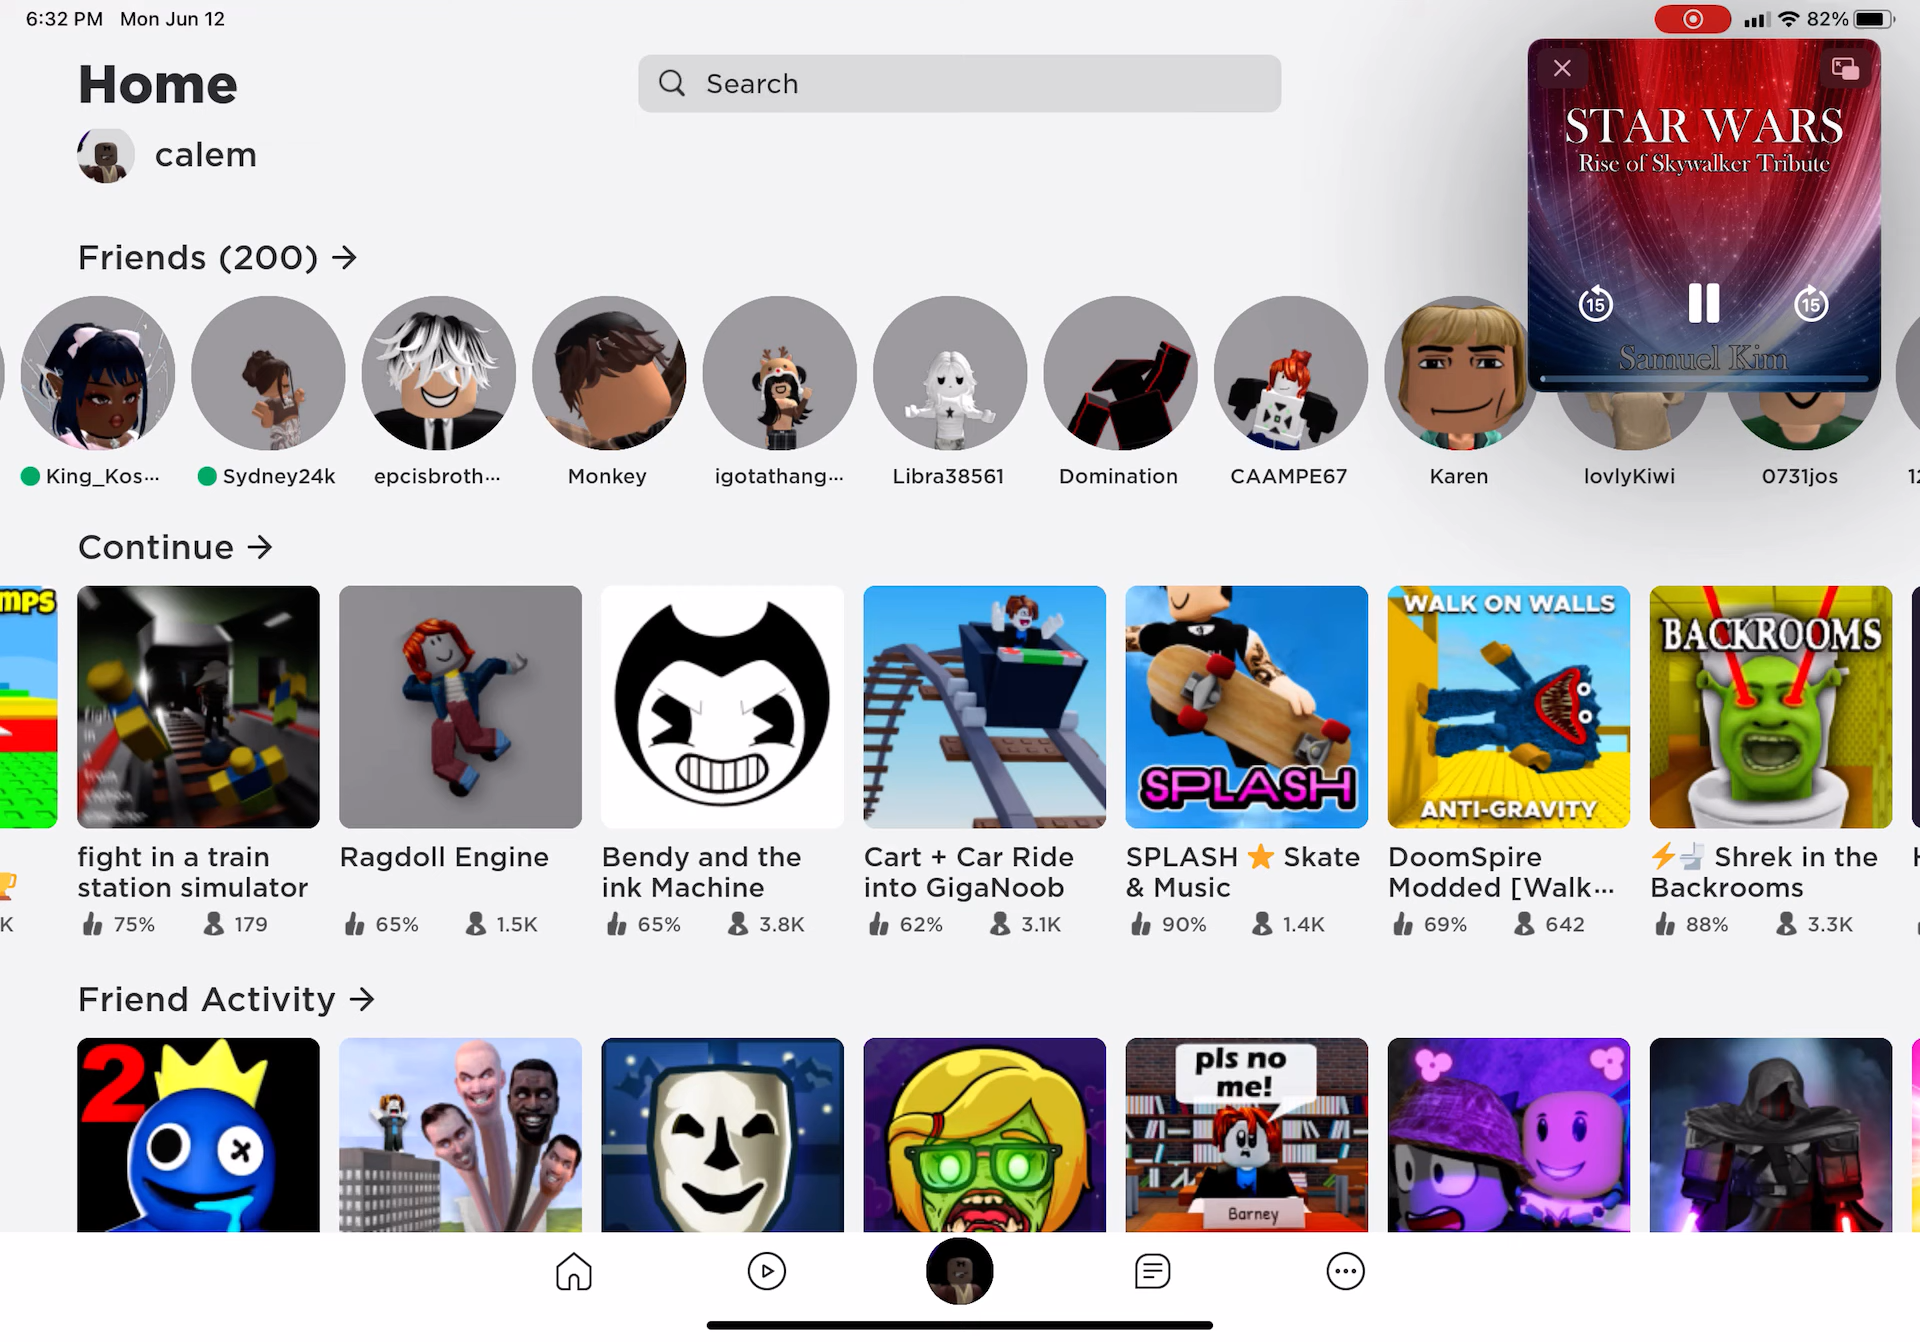 6:32 PM Mon Jun 12
82%
Home
Search
calem
STAR WARS
Rise of Skywalker Tribute
15
15
Samuel Kim
Friends (200)
King_Kos...
Sydney24k
epcisbroth...
Monkey
igotathang...
Libra38561
Domination
CAAMPE67
Karen
lovlyKiwi
0731jos
12
Continue
mps
WALK ON WALLS
ANTI-GRAVITY
BACKROOMS
SPLASH
fight in a train
station simulator
75% 179
Ragdoll Engine
65% 1.5K
Bendy and the
ink Machine
65% 3.8K
Cart + Car Ride
into GigaNoob
62% 3.1K
SPLASH ⭐ Skate
& Music
90% 1.4K
DoomSpire
Modded [Walk...
69% 642
⚡🚽 Shrek in the
Backrooms
88% 3.3K
K
Friend Activity
2
pls no
me!
Barney